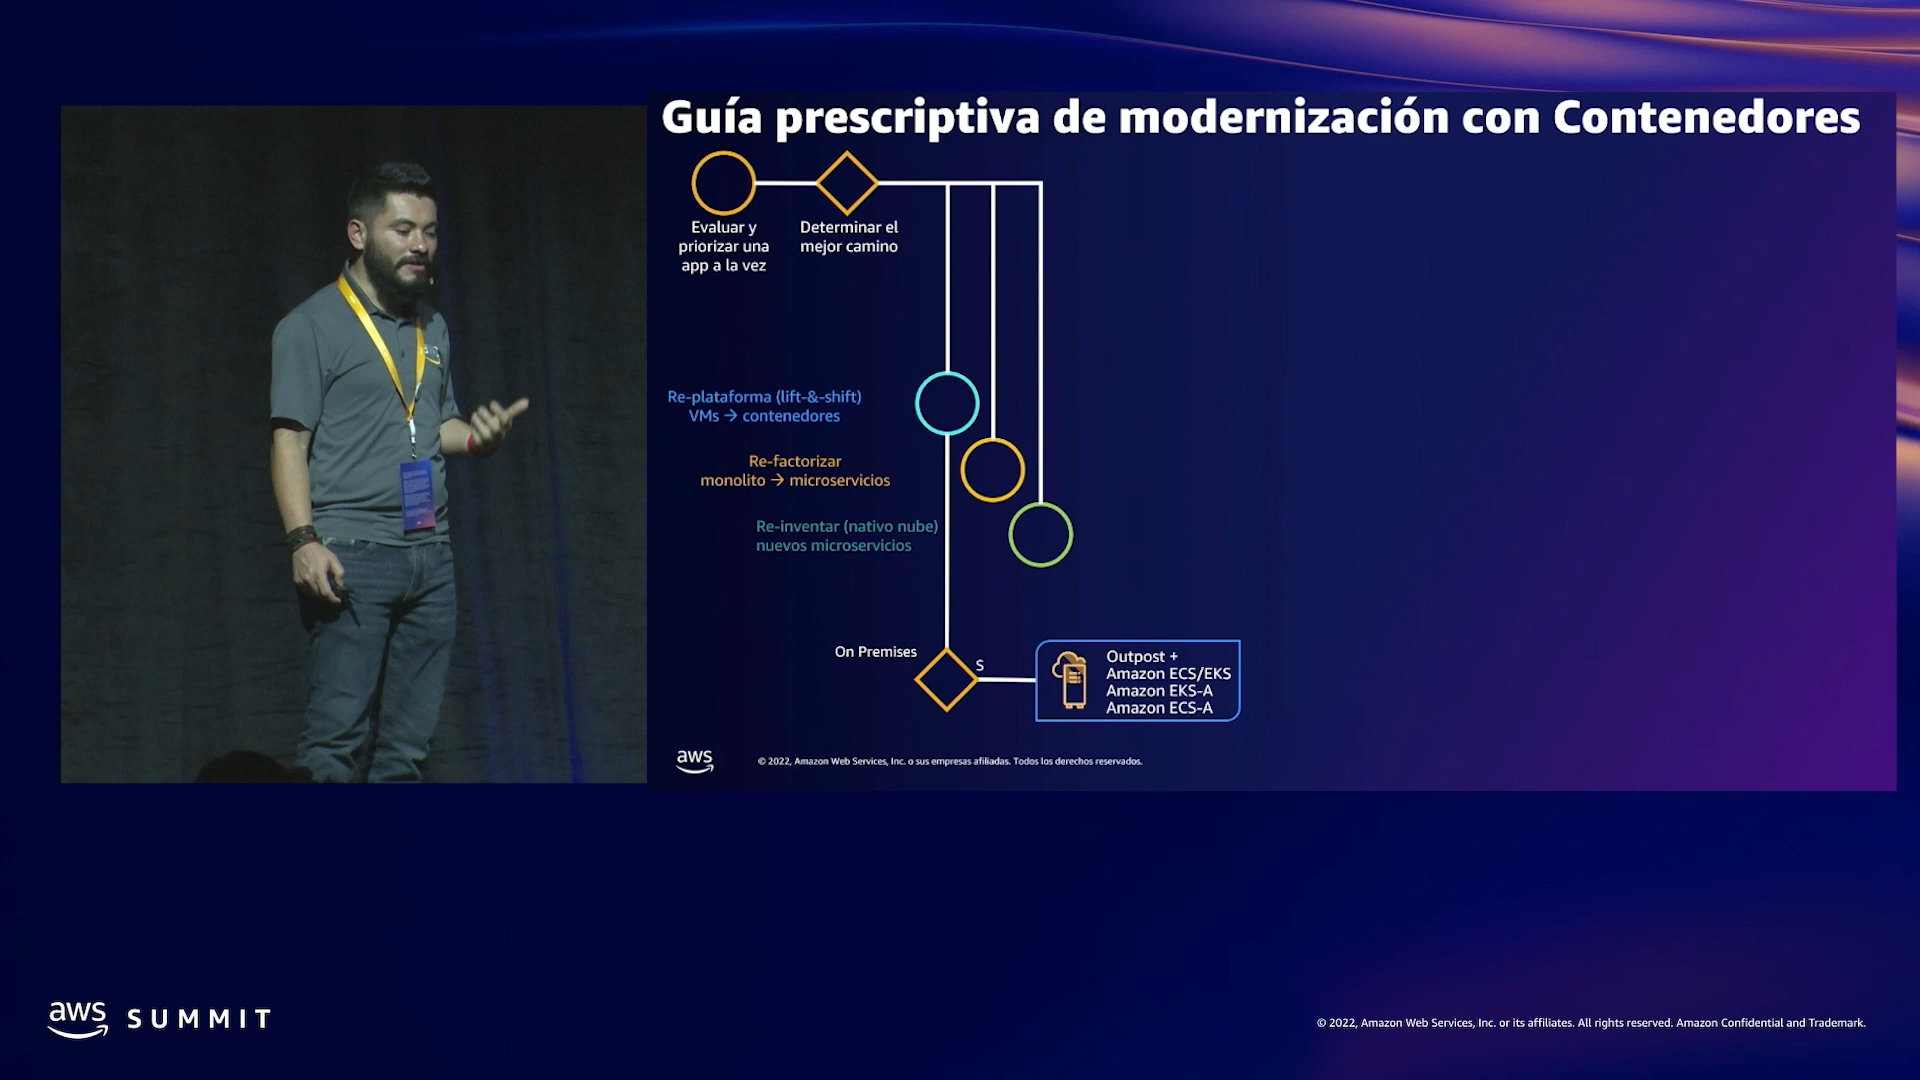 Guía prescriptiva de modernización con Contenedores
Evaluar y
priorizar una
app a la vez
Determinar el
mejor camino
Re-plataforma (lift-&-shift)
VMs → contenedores
Re-factorizar
monolito → microservicios
Re-inventar (nativo nube)
nuevos microservicios
On Premises
S
Outpost +
Amazon ECS/EKS
Amazon EKS-A
Amazon ECS-A
aws
© 2022, Amazon Web Services, Inc. o sus empresas afiliadas. Todos los derechos reservados.
aws SUMMIT
© 2022, Amazon Web Services, Inc. or its affiliates. All rights reserved. Amazon Confidential and Trademark.